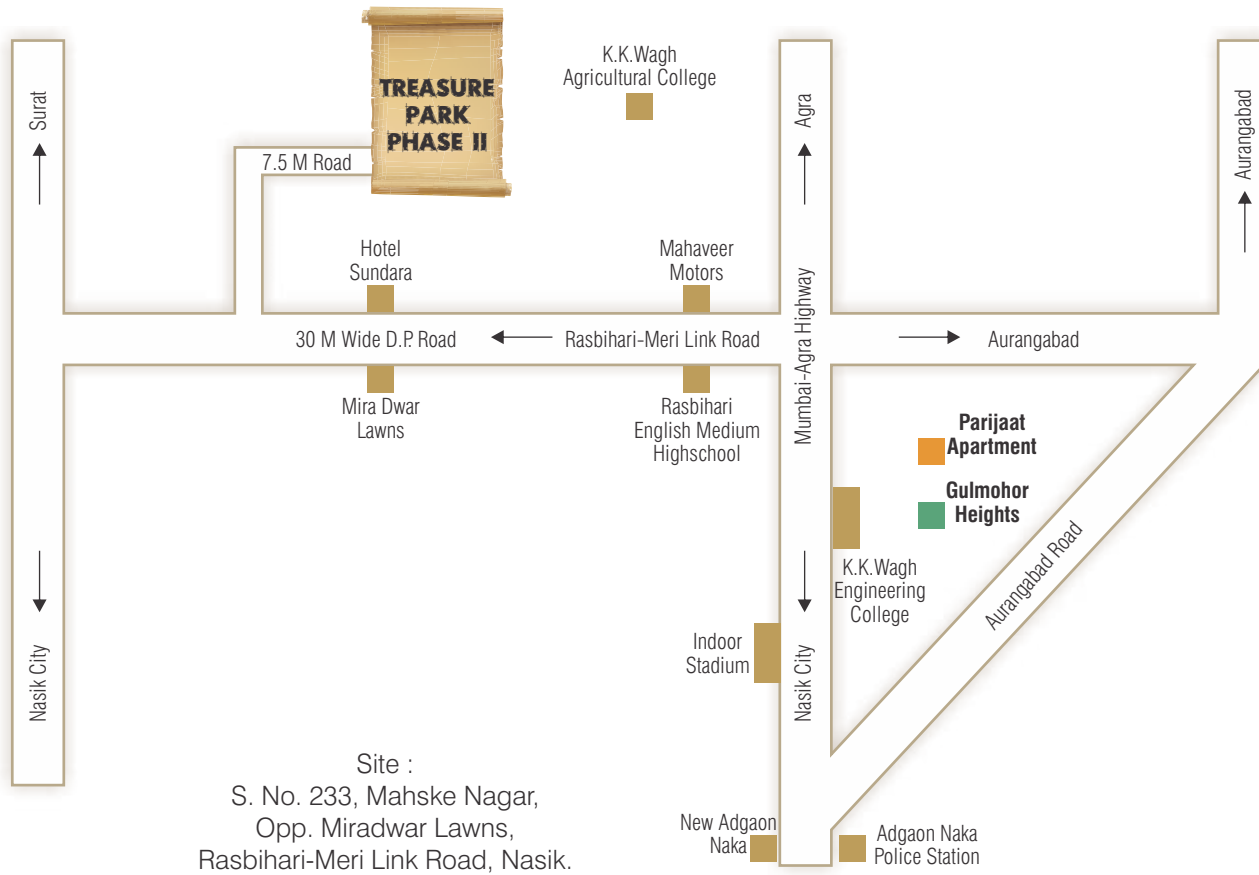 TREASURE
PARK
PHASE II
K.K.Wagh
Agricultural College
Surat
Agra
Aurangabad
7.5 M Road
Hotel
Sundara
Mahaveer
Motors
30 M Wide D.P. Road
Rasbihari-Meri Link Road
Mumbai-Agra Highway
Aurangabad
Mira Dwar
Lawns
Rasbihari
English Medium
Highschool
Parijaat
Apartment
Gulmohor
Heights
K.K.Wagh
Engineering
College
Aurangabad Road
Indoor
Stadium
Nasik City
Nasik City
Site :
S. No. 233, Mahske Nagar,
Opp. Miradwar Lawns,
Rasbihari-Meri Link Road, Nasik.
New Adgaon
Naka
Adgaon Naka
Police Station